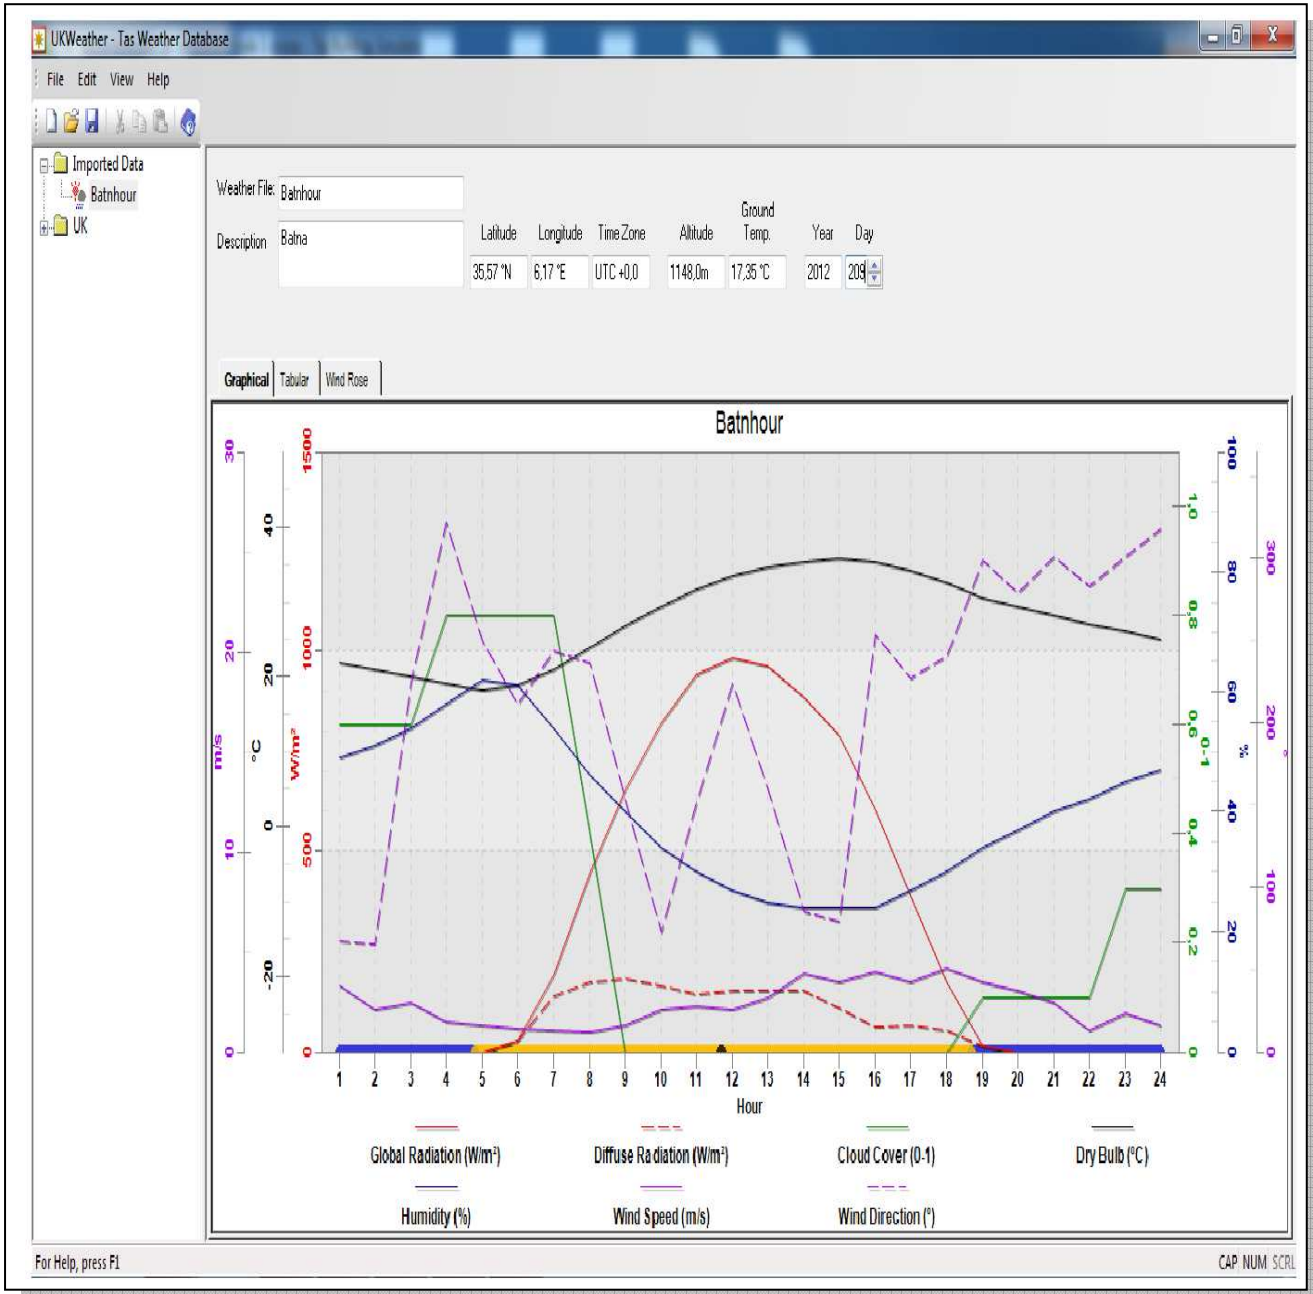 UKWeather - Tas Weather Database
File Edit View Help
Imported Data
Batnhour
UK
Weather File: Batnhour
Description Batna
Latitude Longitude Time Zone Altitude Ground Temp. Year Day
35,57 °N 6,17 °E UTC +0,0 1148,0m 17,35 °C 2012 209
Graphical Tabular Wind Rose
Batnhour
30 20 10 0
m/s
40 20 0 -20
°C
1500 1000 500 0
W/m²
1,0 0,8 0,6 0,4 0,2 0
0-1
100 80 60 40 20 0
%
300 200 100 0
°
1 2 3 4 5 6 7 8 9 10 11 12 13 14 15 16 17 18 19 20 21 22 23 24
Hour
Global Radiation (W/m²) Diffuse Radiation (W/m²) Cloud Cover (0-1) Dry Bulb (°C)
Humidity (%) Wind Speed (m/s) Wind Direction (°)
For Help, press F1 CAP NUM SCRL